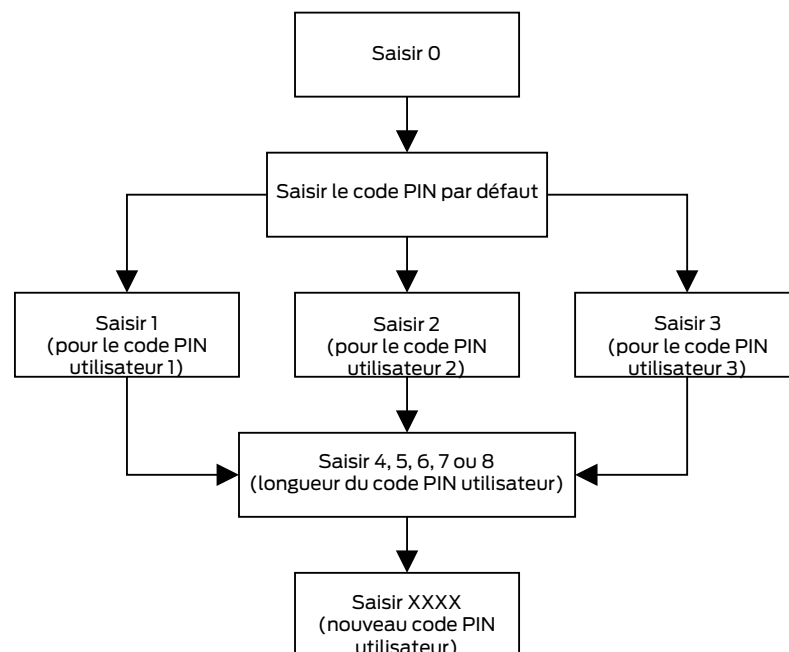 Saisir 0
Saisir le code PIN par défaut
Saisir 1
(pour le code PIN
utilisateur 1)
Saisir 2
(pour le code PIN
utilisateur 2)
Saisir 3
(pour le code PIN
utilisateur 3)
Saisir 4, 5, 6, 7 ou 8
(longueur du code PIN utilisateur)
Saisir XXXX
(nouveau code PIN
utilisateur)